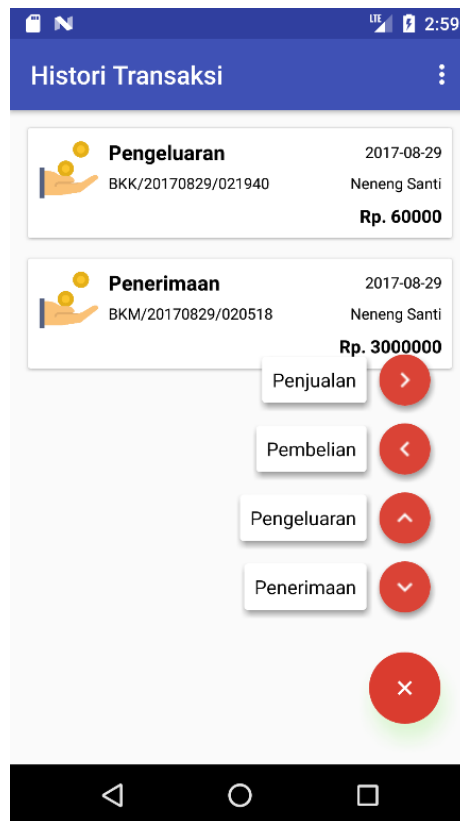 LTE 2:59
Histori Transaksi
Pengeluaran 2017-08-29
BKK/20170829/021940 Neneng Santi
Rp. 60000
Penerimaan 2017-08-29
BKM/20170829/020518 Neneng Santi
Rp. 3000000
Penjualan
Pembelian
Pengeluaran
Penerimaan